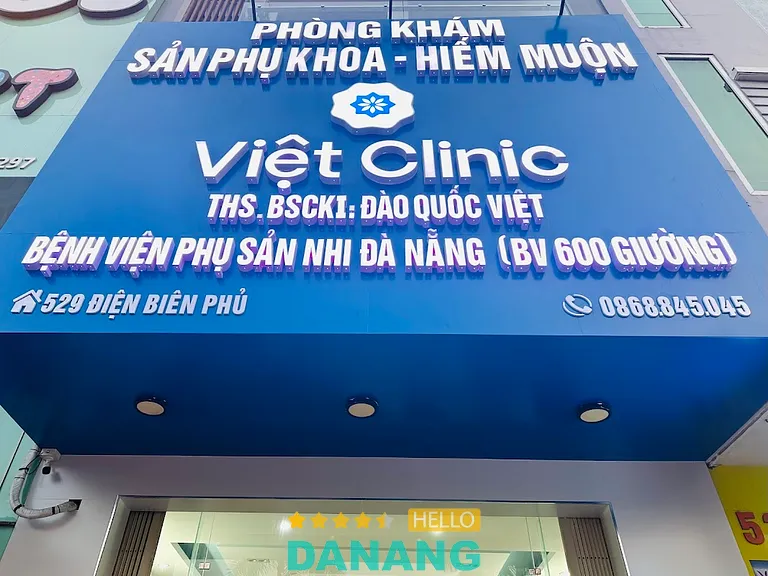 PHÒNG KHÁM
SẢN PHỤ KHOA - HIẾM MUỘN
Việt Clinic
THS. BSCKI: ĐÀO QUỐC VIỆT
BỆNH VIỆN PHỤ SẢN NHI ĐÀ NẴNG (BV 600 GIƯỜNG)
529 ĐIỆN BIÊN PHỦ
0868.845.045
297
HELLO
DANANG